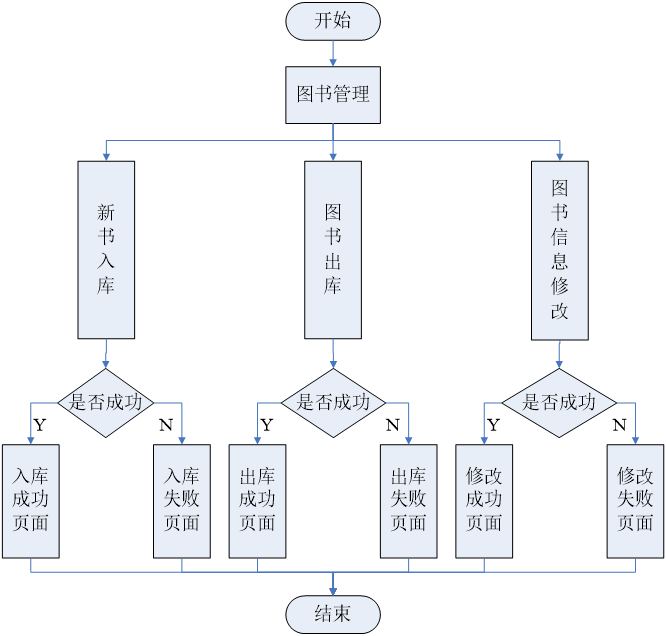 开始
图书管理
新
书
入
库
图
书
出
库
图
书
信
息
修
改
是否成功
是否成功
是否成功
Y
N
Y
N
Y
N
入库
成功
页面
入库
失败
页面
出库
成功
页面
出库
失败
页面
修改
成功
页面
修改
失败
页面
结束